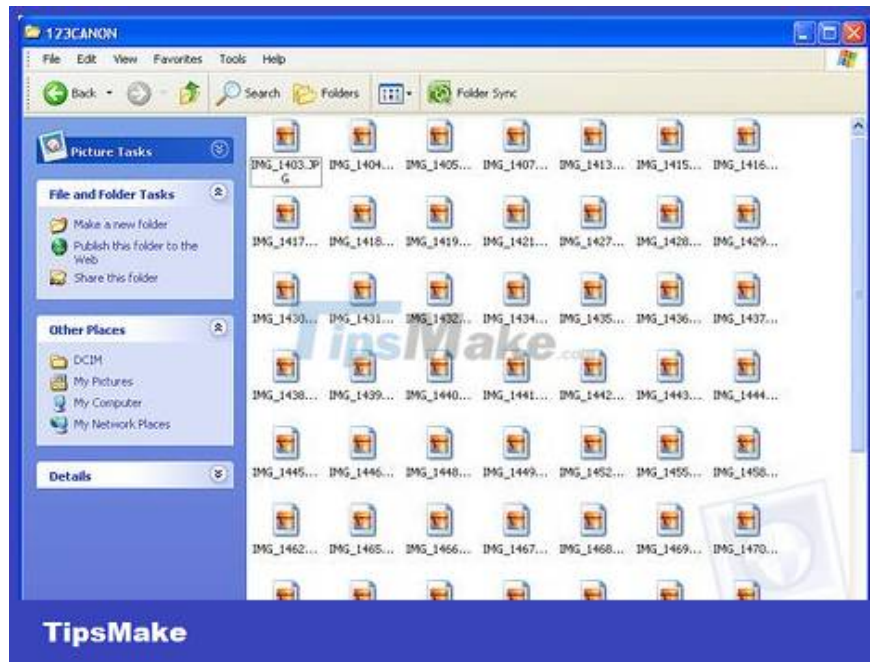 123CANON
File Edit View Favorites Tools Help
Back Search Folders Folder Sync
Picture Tasks
File and Folder Tasks
Make a new folder
Publish this folder to the
Web
Share this folder
Other Places
DCIM
My Pictures
My Computer
My Network Places
Details
IMG_1403.JP
G
IMG_1404... IMG_1405... IMG_1407... IMG_1413... IMG_1415... IMG_1416...
IMG_1417... IMG_1418... IMG_1419... IMG_1421... IMG_1427... IMG_1428... IMG_1429...
IMG_1430... IMG_1431... IMG_1432... IMG_1434... IMG_1435... IMG_1436... IMG_1437...
TipsMake.com
IMG_1438... IMG_1439... IMG_1440... IMG_1441... IMG_1442... IMG_1443... IMG_1444...
IMG_1445... IMG_1446... IMG_1448... IMG_1449... IMG_1452... IMG_1455... IMG_1458...
IMG_1462... IMG_1465... IMG_1466... IMG_1467... IMG_1468... IMG_1469... IMG_1470...
TipsMake